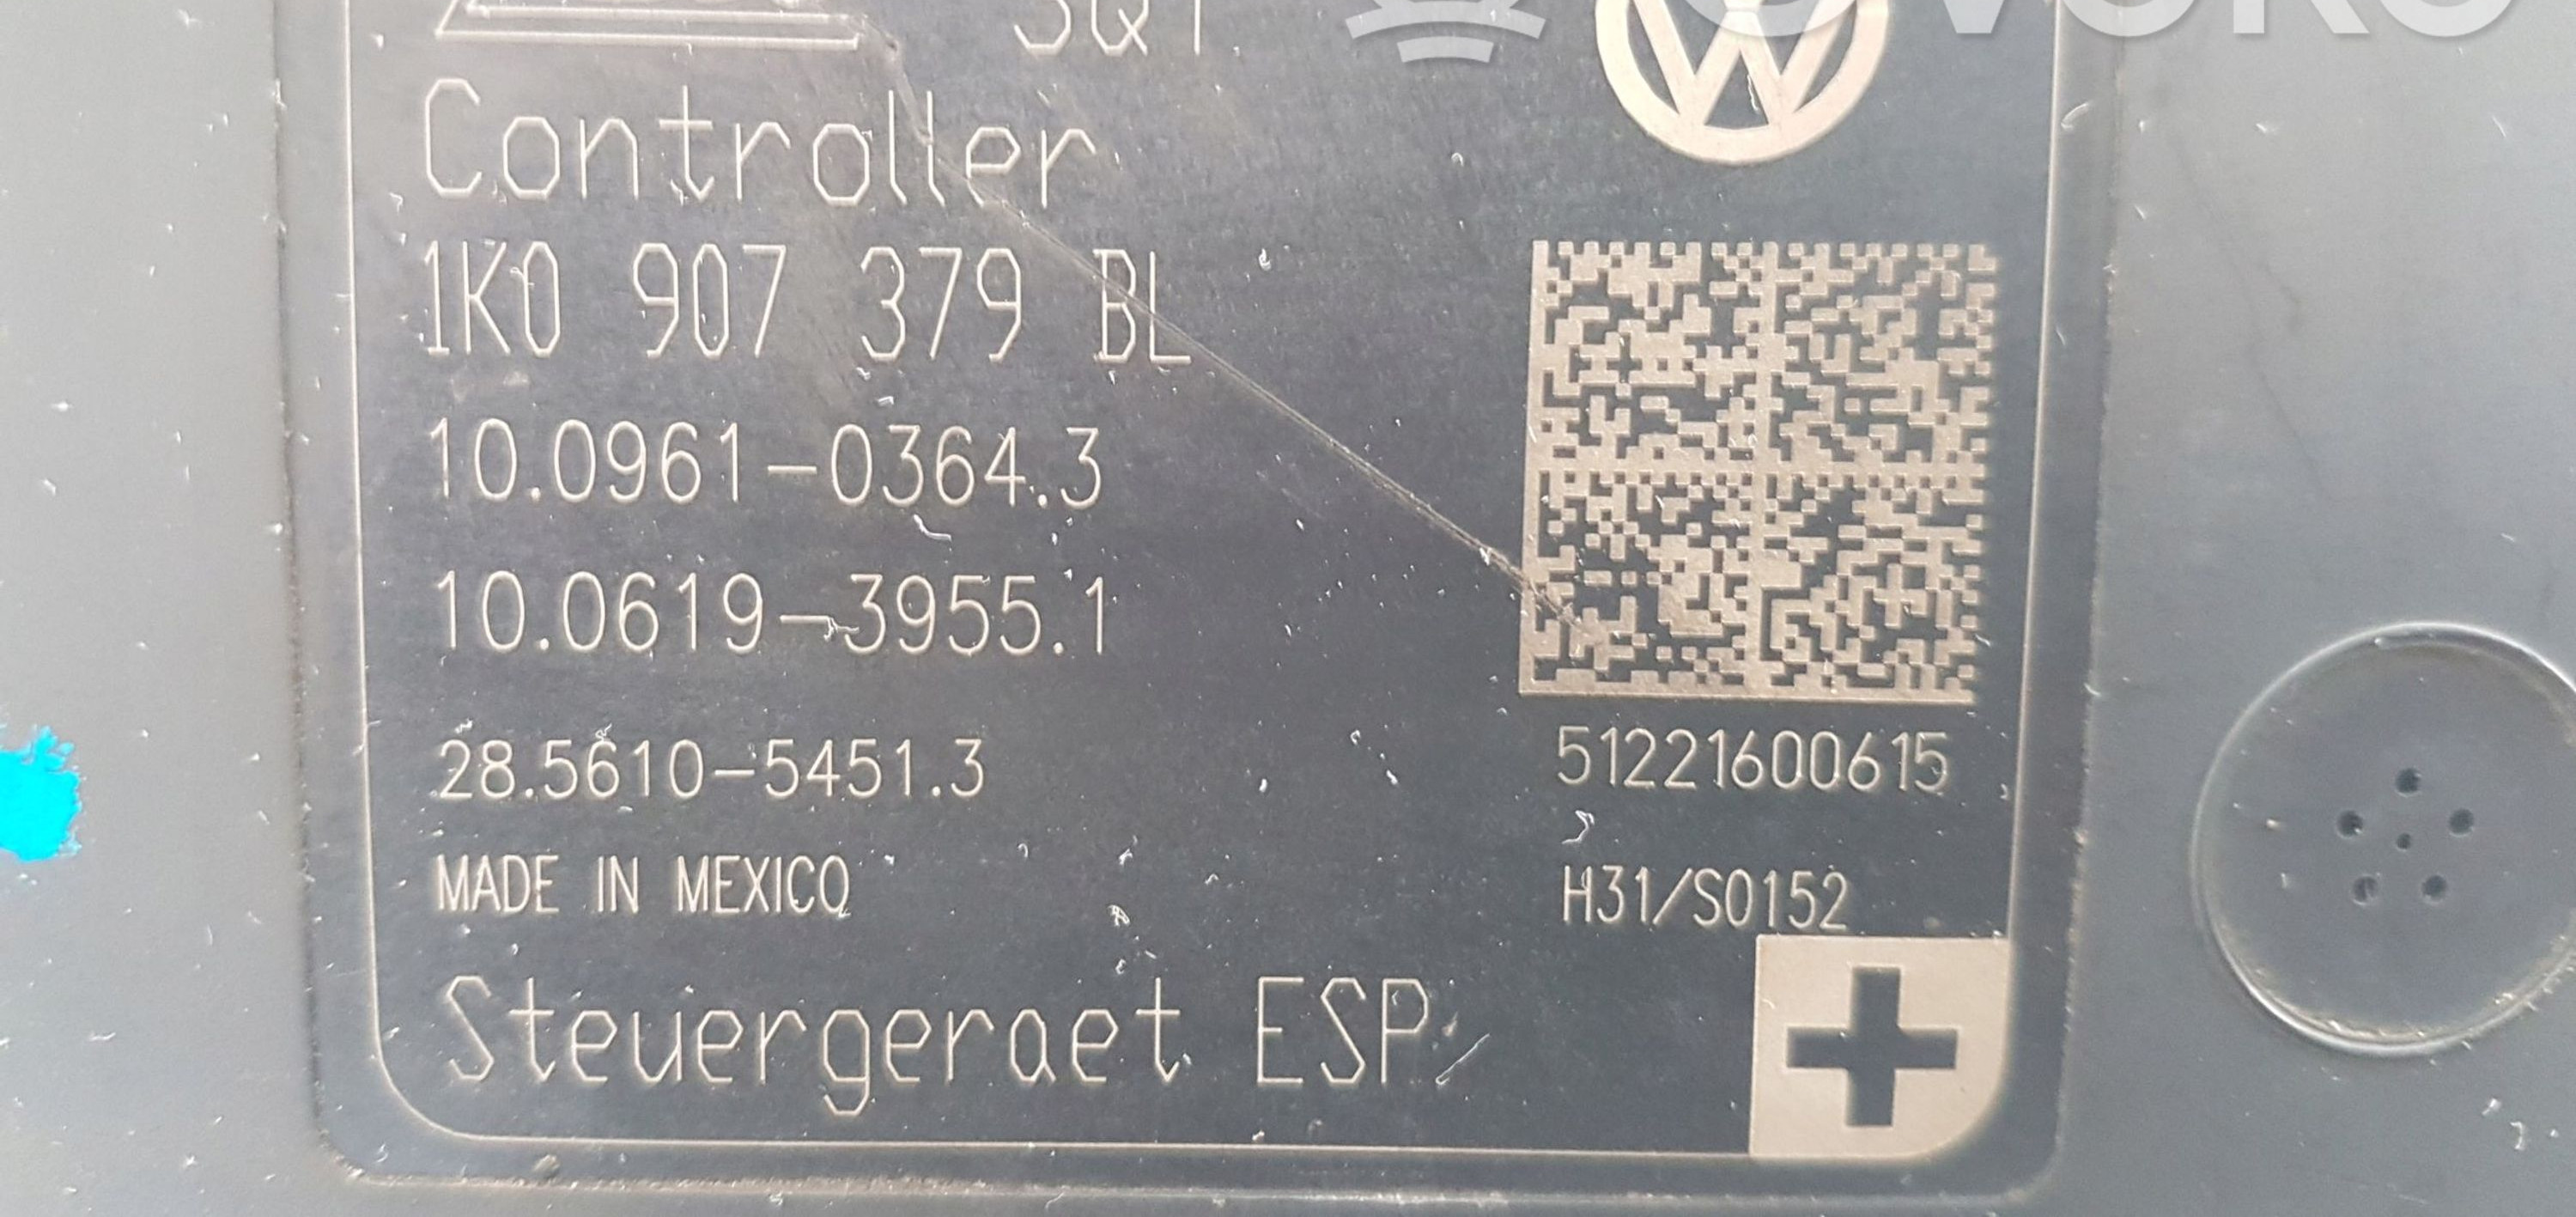 Controller
1K0 907 379 BL
10.0961-0364.3
10.0619-3955.1
28.5610-5451.3
MADE IN MEXICO
Steuergeraet ESP
51221600615
H31/S0152